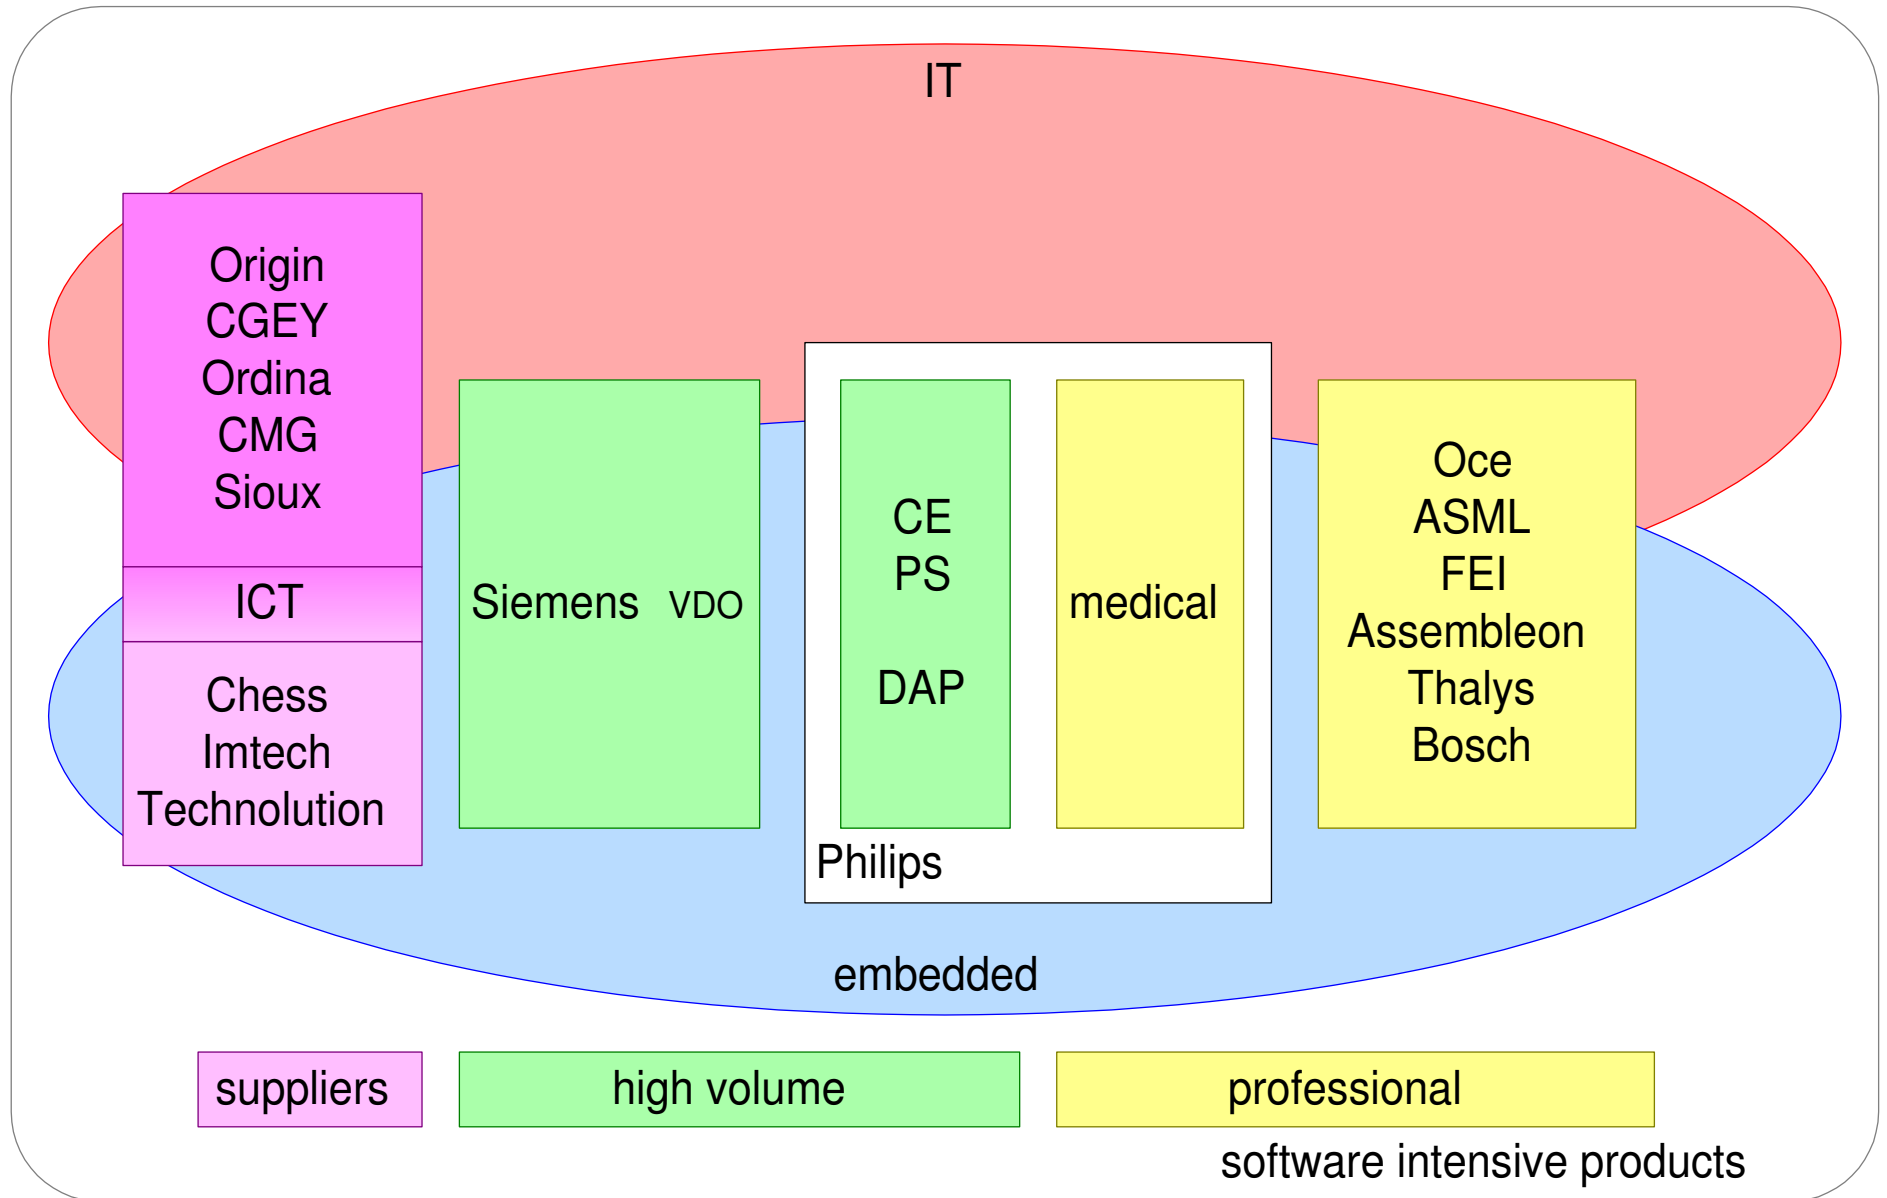 IT
Origin
CGEY
Ordina
CMG
Sioux
ICT
Chess
Imtech
Technolution
Siemens VDO
CE
PS
DAP
medical
Philips
Oce
ASML
FEI
Assembleon
Thalys
Bosch
embedded
suppliers
high volume
professional
software intensive products